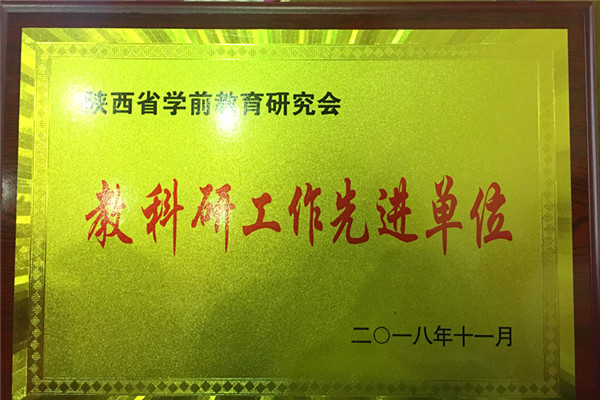 陕西省学前教育研究会
教科研工作先进单位
二〇一八年十一月